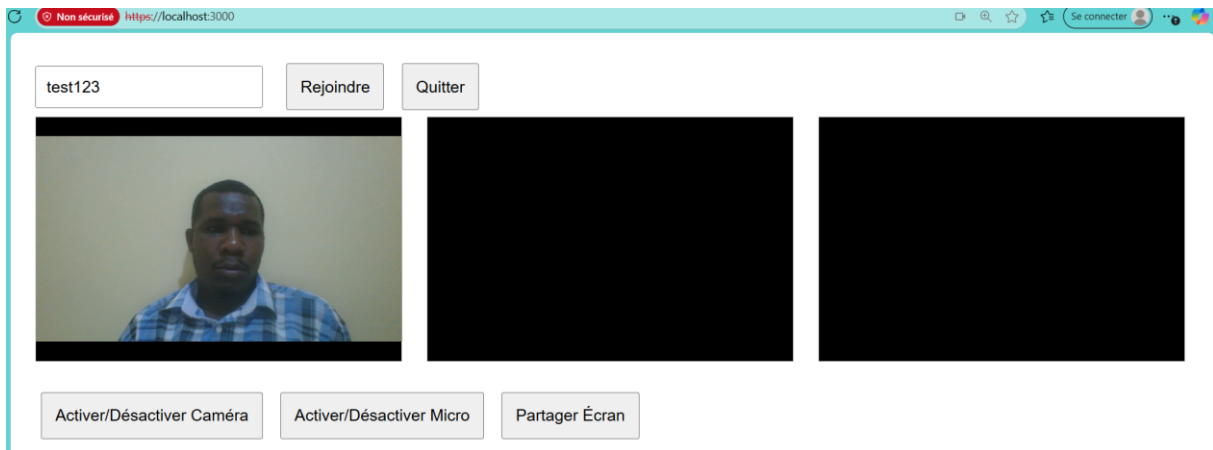 Non sécurisé https://localhost:3000 Se connecter
test123 Rejoindre Quitter
Activer/Désactiver Caméra Activer/Désactiver Micro Partager Écran